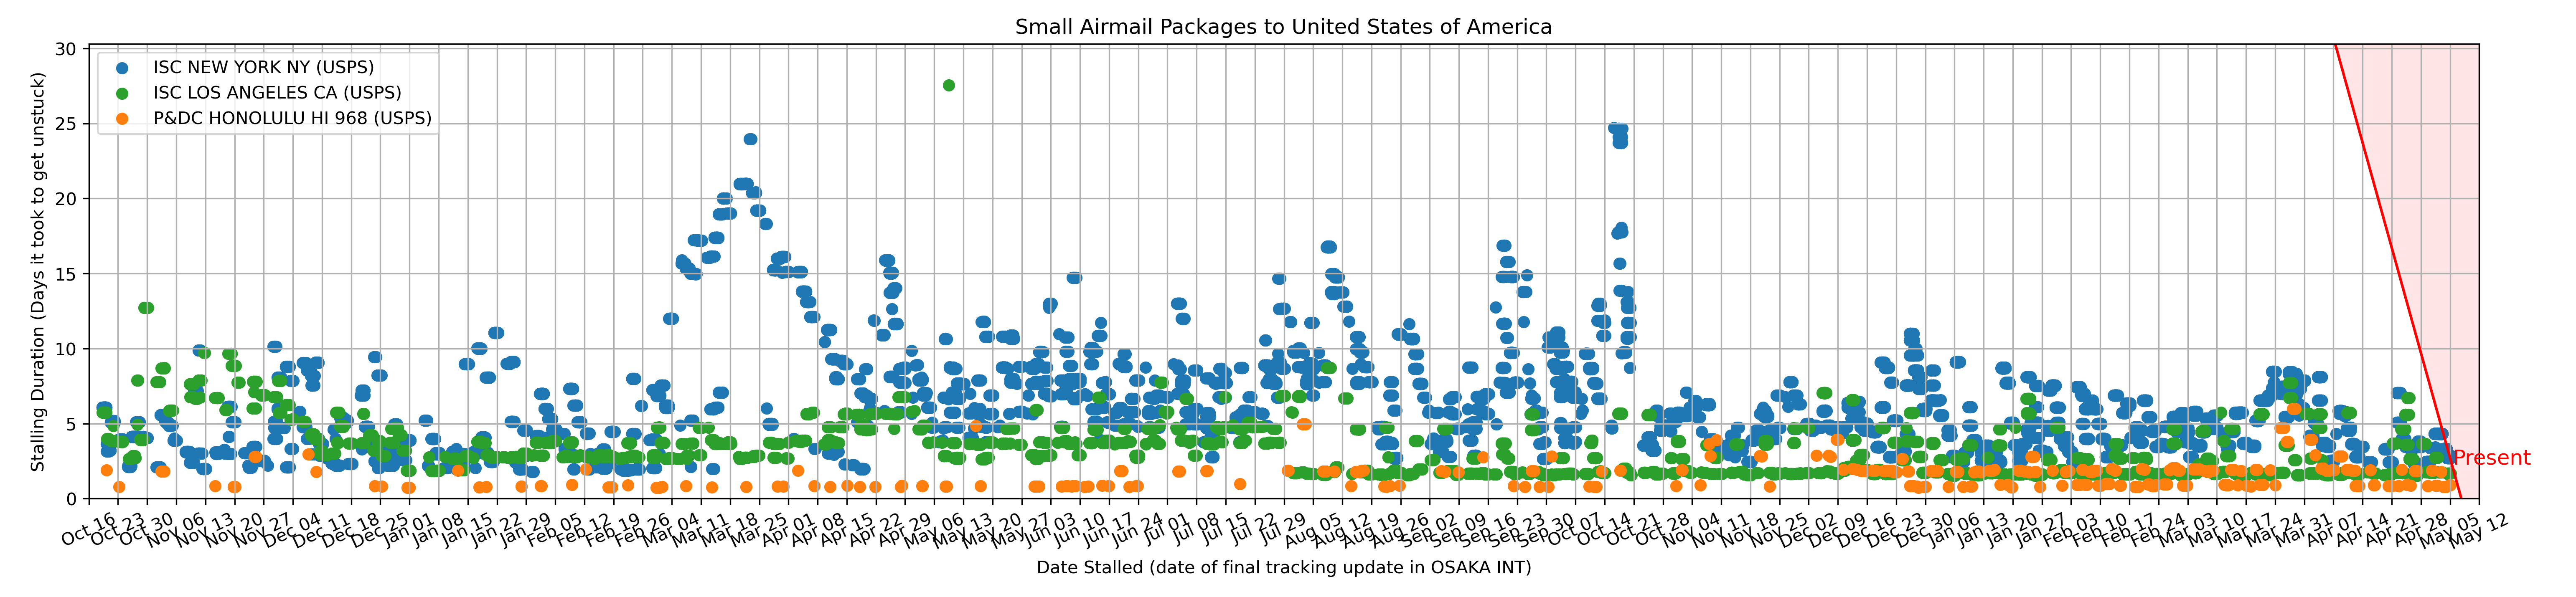 Small Airmail Packages to United States of America
ISC NEW YORK NY (USPS)
ISC LOS ANGELES CA (USPS)
P&DC HONOLULU HI 968 (USPS)
Stalling Duration (Days it took to get unstuck)
30
25
20
15
10
5
0
Present
Oct 16
Oct 23
Oct 30
Nov 06
Nov 13
Nov 20
Nov 27
Dec 04
Dec 11
Dec 18
Dec 25
Jan 01
Jan 08
Jan 15
Jan 22
Jan 29
Feb 05
Feb 12
Feb 19
Feb 26
Mar 04
Mar 11
Mar 18
Mar 25
Apr 01
Apr 08
Apr 15
Apr 22
Apr 29
May 06
May 13
May 20
May 27
Jun 03
Jun 10
Jun 17
Jun 24
Jul 01
Jul 08
Jul 15
Jul 22
Jul 29
Aug 05
Aug 12
Aug 19
Aug 26
Sep 02
Sep 09
Sep 16
Sep 23
Sep 30
Oct 07
Oct 14
Oct 21
Oct 28
Nov 04
Nov 11
Nov 18
Nov 25
Dec 02
Dec 09
Dec 16
Dec 23
Dec 30
Jan 06
Jan 13
Jan 20
Jan 27
Feb 03
Feb 10
Feb 17
Feb 24
Mar 03
Mar 10
Mar 17
Mar 24
Mar 31
Apr 07
Apr 14
Apr 21
Apr 28
May 05
May 12
Date Stalled (date of final tracking update in OSAKA INT)